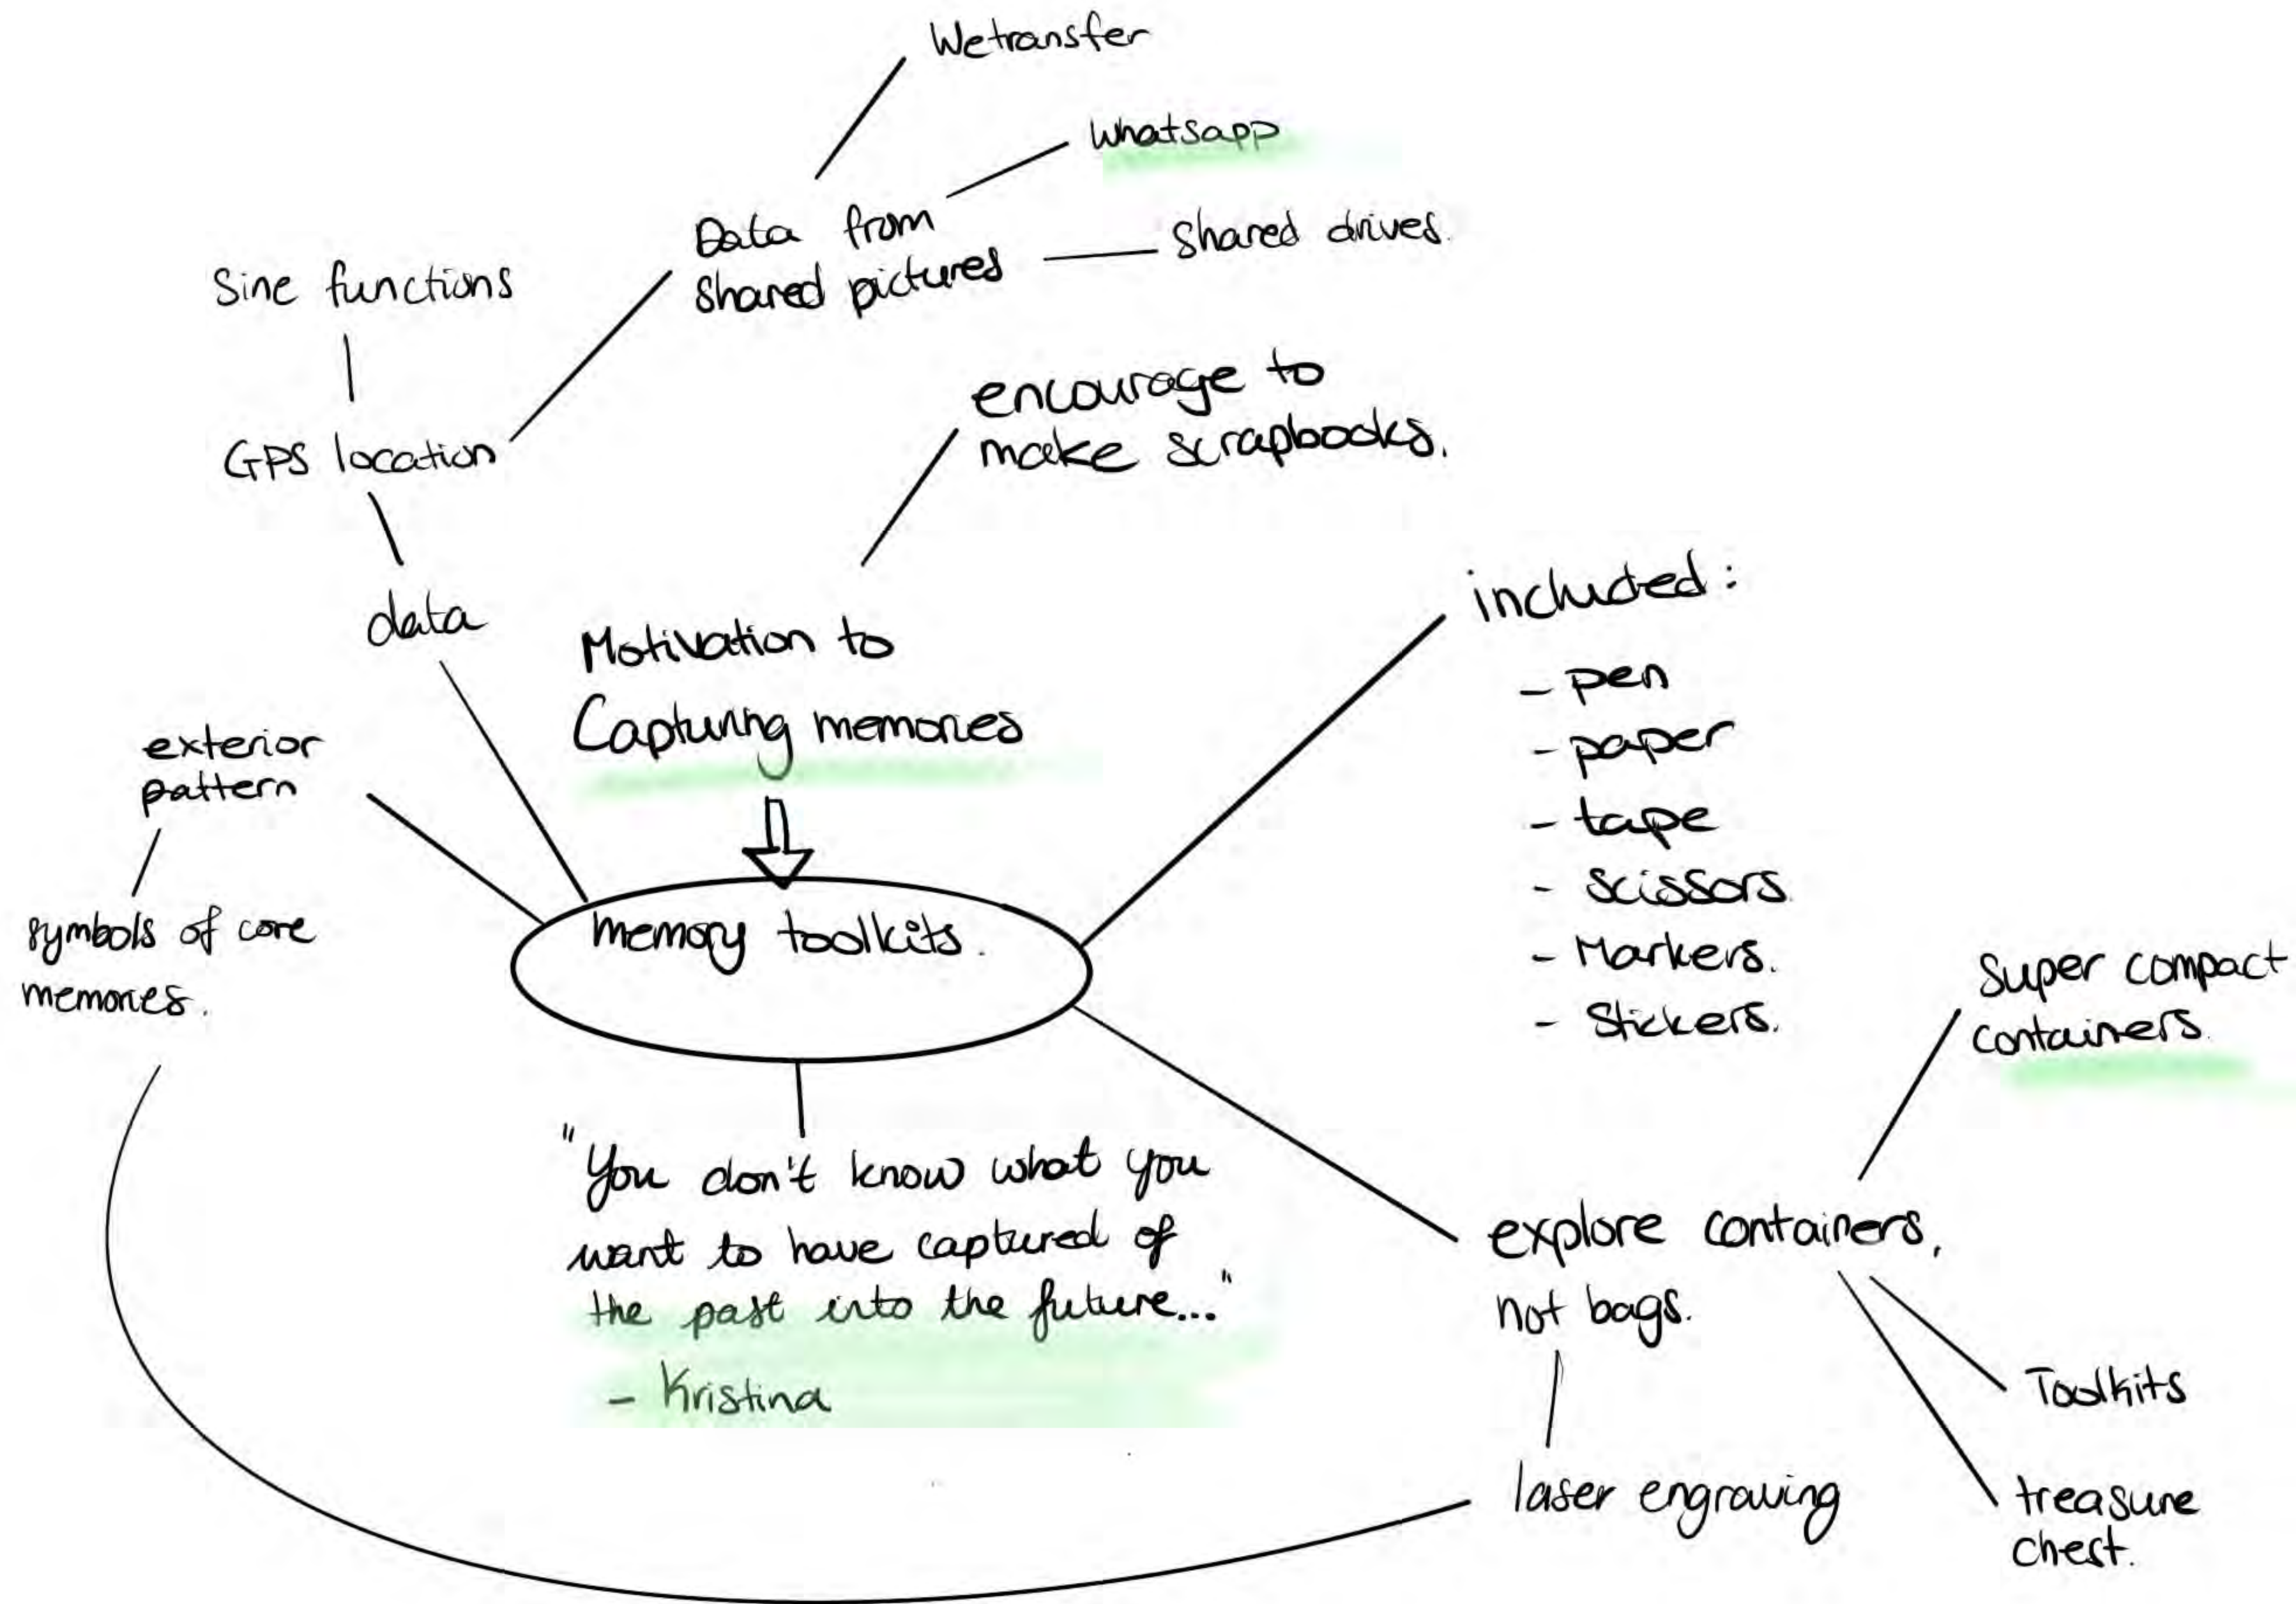 Wetransfer
Whatsapp
Data from
shared pictures
shared drives.
Sine functions
GPS location
data
encourage to
make scrapbooks.
Motivation to
Capturing memories
included:
- pen
- paper
- tape
- scissors.
- Markers.
- Stickers.
exterior
pattern
symbols of core
memories.
memory toolkits.
"You don't know what you
want to have captured of
the past into the future..."
- Kristina
super compact
containers.
explore containers,
not bags.
Toolkits
treasure
chest.
laser engraving